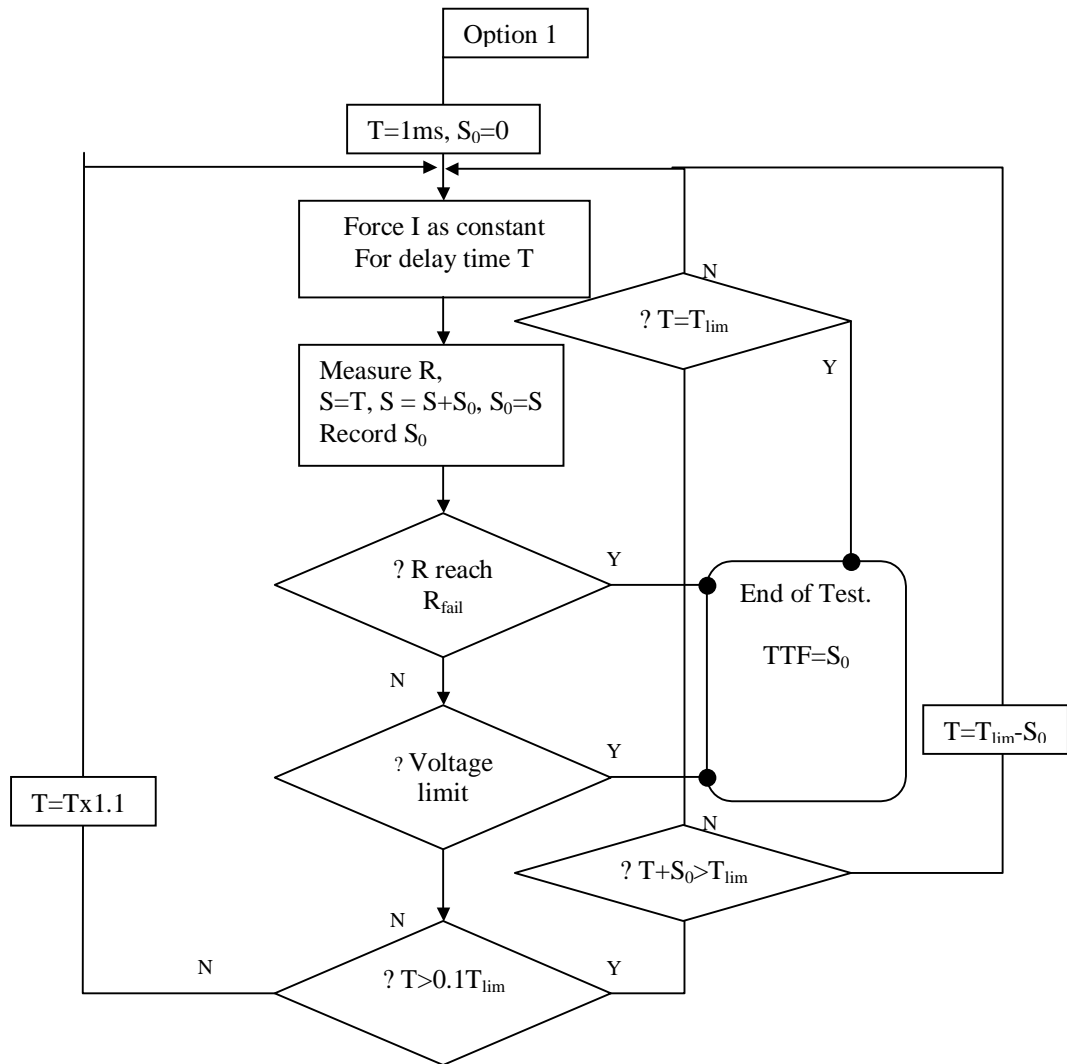 Option 1
T=1ms, S₀=0
Force I as constant
For delay time T
N
? T=Tlim
Y
Measure R,
S=T, S = S+S₀, S₀=S
Record S₀
? R reach
Rfail
Y
End of Test.
TTF=S₀
N
T=Tlim-S₀
? Voltage
limit
Y
T=Tx1.1
N
? T+S₀>Tlim
N
N
? T>0.1Tlim
Y